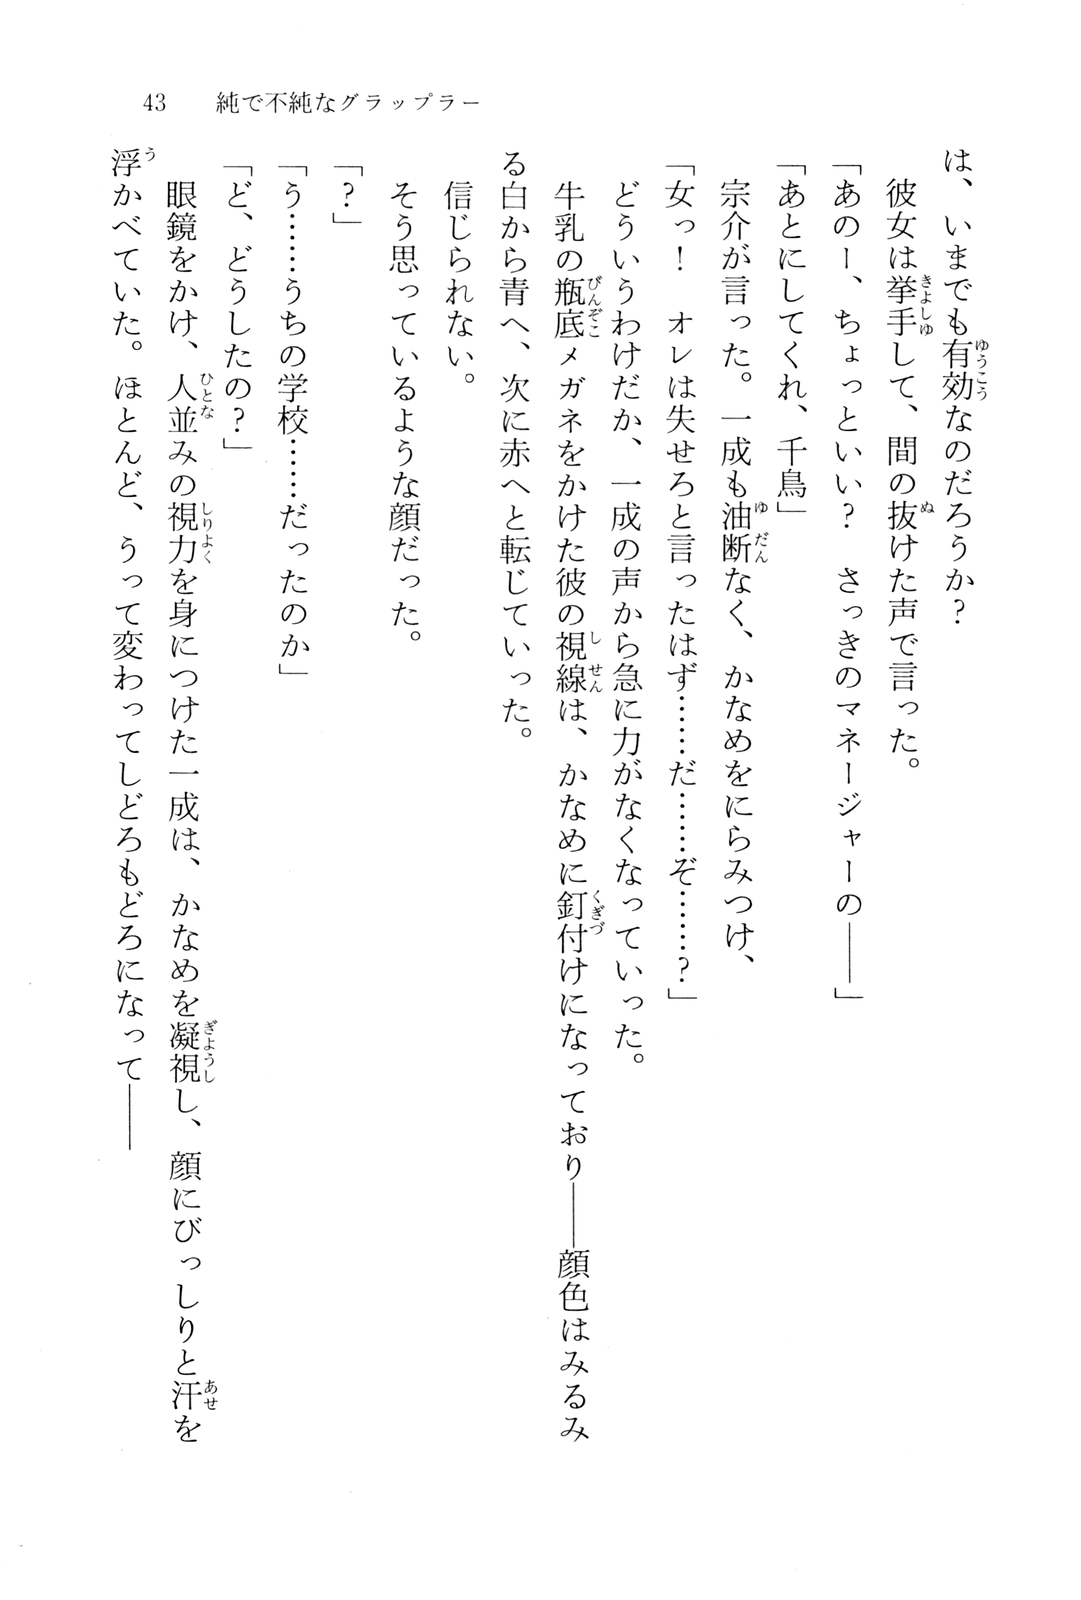 43　純で不純なグラップラー
は、いまでも有効なのだろうか？
　彼女は挙手して、間の抜けた声で言った。
「あのー、ちょっといい？　さっきのマネージャーの――」
「あとにしてくれ、千鳥」
　宗介が言った。一成も油断なく、かなめをにらみつけ、
「女っ！　オレは失せろと言ったはず……だ……ぞ……？」
　どういうわけだか、一成の声から急に力がなくなっていった。
　牛乳の瓶底メガネをかけた彼の視線は、かなめに釘付けになっており――顔色はみるみ
る白から青へ、次に赤へと転じていった。
　信じられない。
　そう思っているような顔だった。
「？」
「う……うちの学校……だったのか」
「ど、どうしたの？」
　眼鏡をかけ、人並みの視力を身につけた一成は、かなめを凝視し、顔にびっしりと汗を
浮かべていた。ほとんど、うって変わってしどろもどろになって――